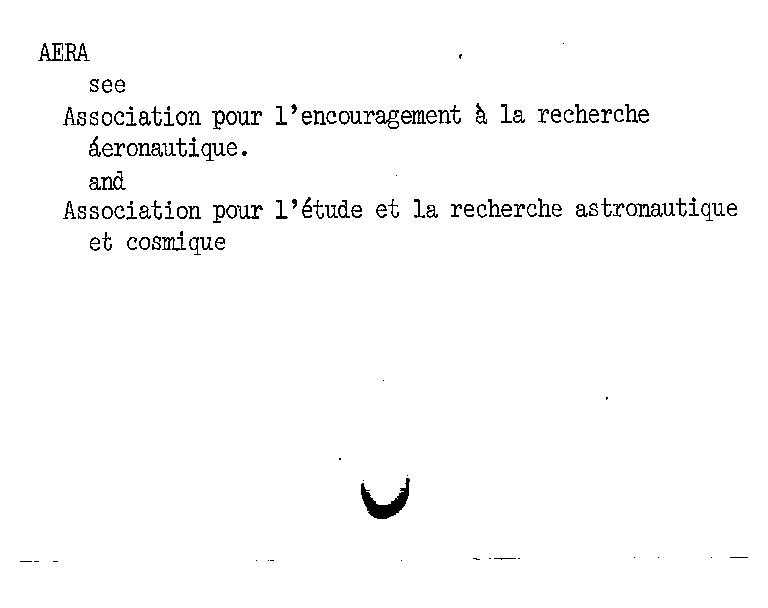 AERA
see
Association pour l'encouragement à la recherche
áeronautique.
and
Association pour l'étude et la recherche astronautique
et cosmique